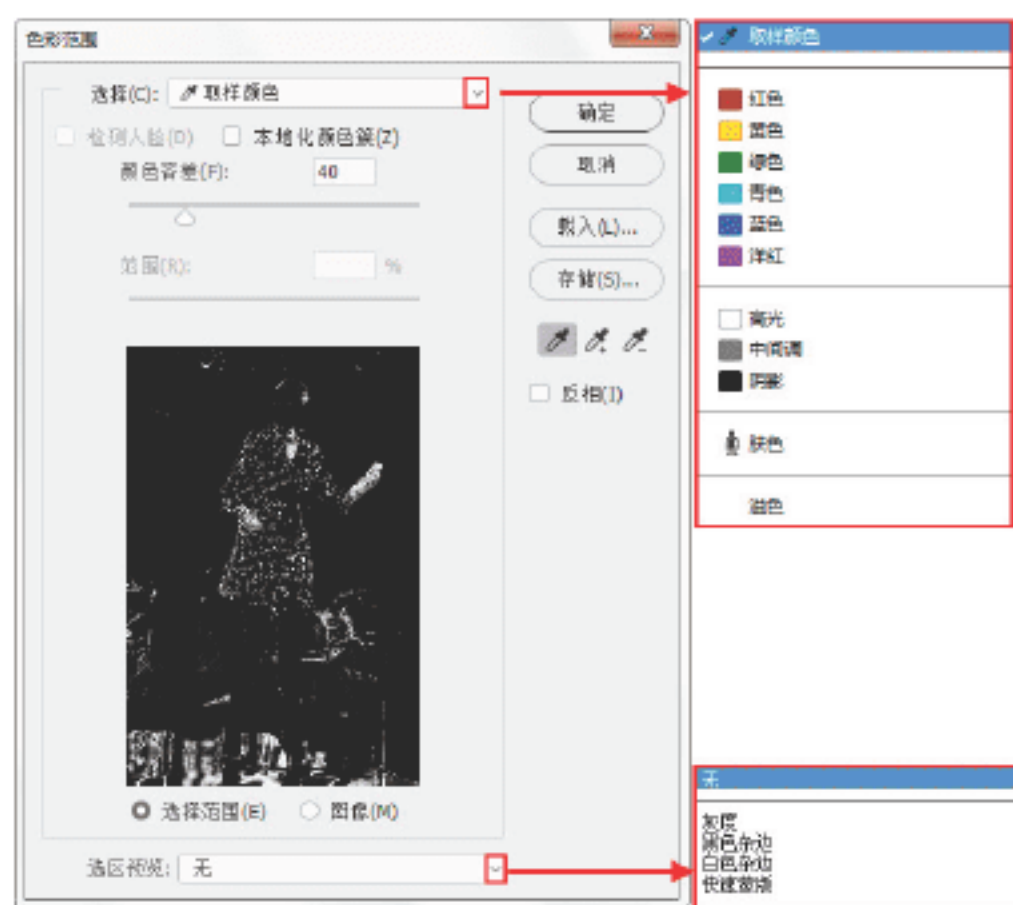 色彩范围
选择(C): 取样颜色
检测人脸(D) 本地化颜色簇(Z)
颜色容差(F): 40
范围(R): %
选择范围(E) 图像(M)
选区预览: 无
确定
取消
载入(L)...
存储(S)...
反相(I)
取样颜色
红色
黄色
绿色
青色
蓝色
洋红
高光
中间调
阴影
肤色
溢色
无
灰度
黑色杂边
白色杂边
快速蒙版